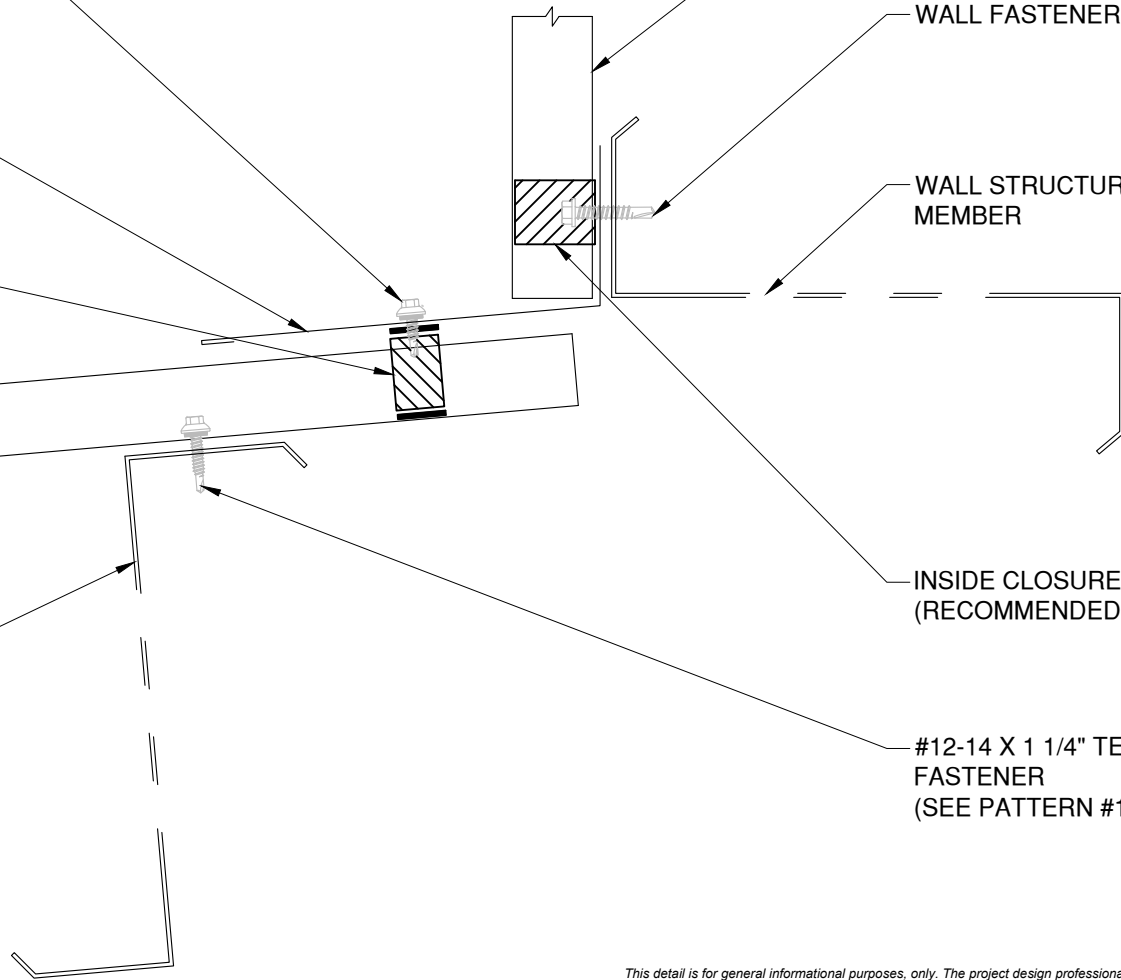 WALL FASTENER
WALL STRUCTUR
MEMBER
INSIDE CLOSURE
(RECOMMENDED
#12-14 X 1 1/4" TE
FASTENER
(SEE PATTERN #1
This detail is for general informational purposes, only. The project design professiona